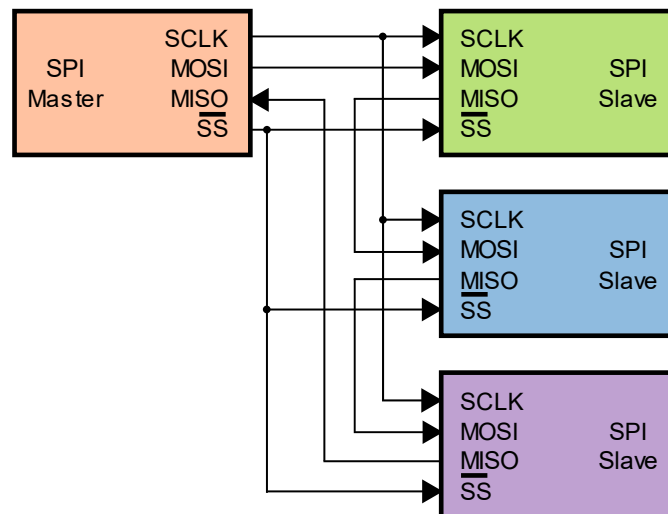 SCLK
SPI MOSI
Master MISO
SS
SCLK
MOSI SPI
MISO Slave
SS
SCLK
MOSI SPI
MISO Slave
SS
SCLK
MOSI SPI
MISO Slave
SS